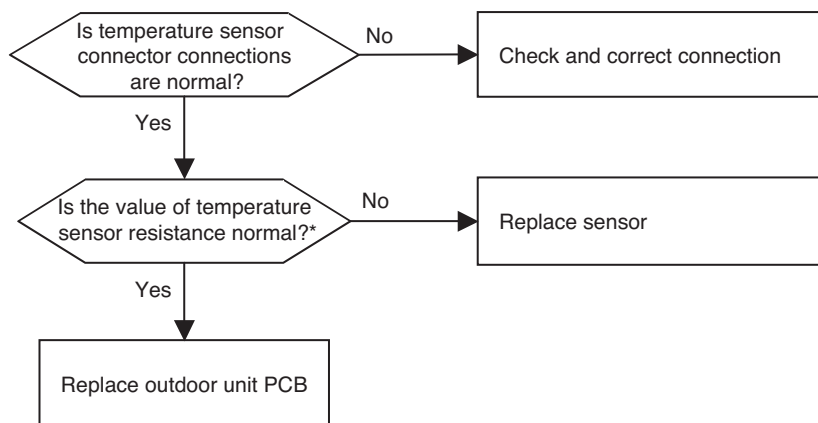 Is temperature sensor
connector connections
are normal?
No
Check and correct connection
Yes
Is the value of temperature
sensor resistance normal?*
No
Replace sensor
Yes
Replace outdoor unit PCB